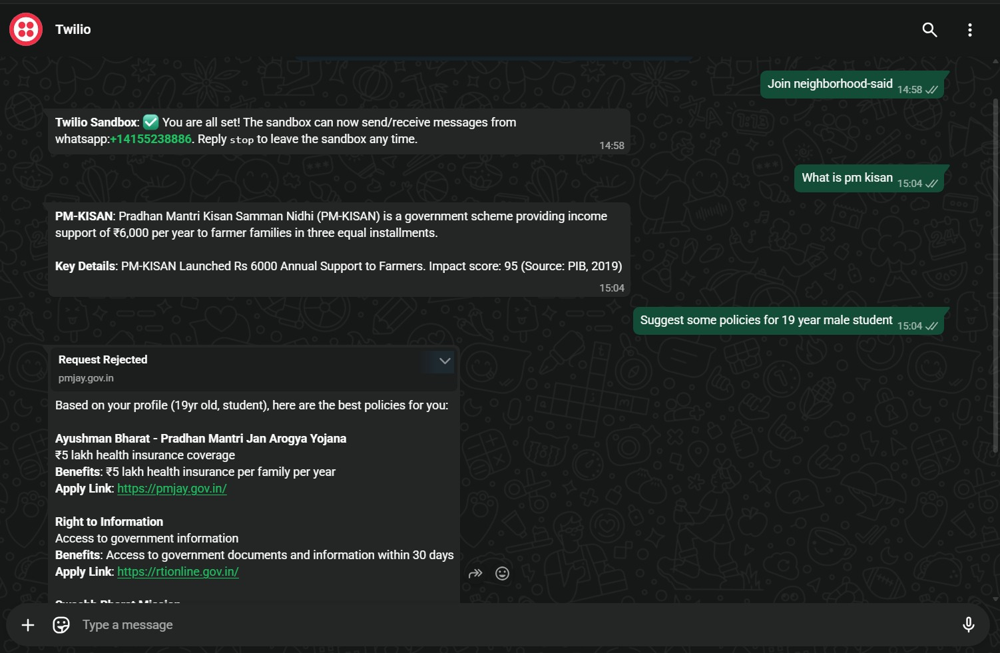 Twilio
Join neighborhood-said 14:58
Twilio Sandbox: ✅ You are all set! The sandbox can now send/receive messages from
whatsapp:+14155238886. Reply stop to leave the sandbox any time.
14:58
What is pm kisan 15:04
PM-KISAN: Pradhan Mantri Kisan Samman Nidhi (PM-KISAN) is a government scheme providing income
support of ₹6,000 per year to farmer families in three equal installments.
Key Details: PM-KISAN Launched Rs 6000 Annual Support to Farmers. Impact score: 95 (Source: PIB, 2019)
15:04
Suggest some policies for 19 year male student 15:04
Request Rejected
pmjay.gov.in
Based on your profile (19yr old, student), here are the best policies for you:
Ayushman Bharat - Pradhan Mantri Jan Arogya Yojana
₹5 lakh health insurance coverage
Benefits: ₹5 lakh health insurance per family per year
Apply Link: https://pmjay.gov.in/
Right to Information
Access to government information
Benefits: Access to government documents and information within 30 days
Apply Link: https://rtionline.gov.in/
Swachh Bharat Mission
Type a message